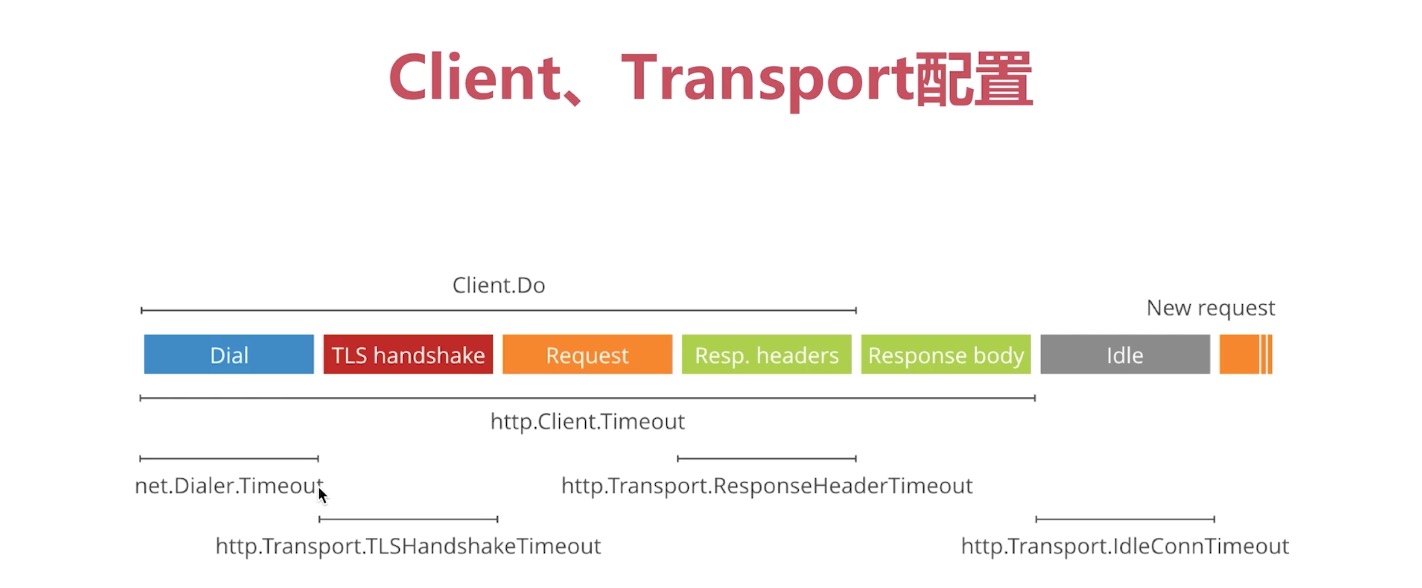 Client、Transport配置
Client.Do
New request
Dial
TLS handshake
Request
Resp. headers
Response body
Idle
http.Client.Timeout
net.Dialer.Timeout
http.Transport.ResponseHeaderTimeout
http.Transport.TLSHandshakeTimeout
http.Transport.IdleConnTimeout